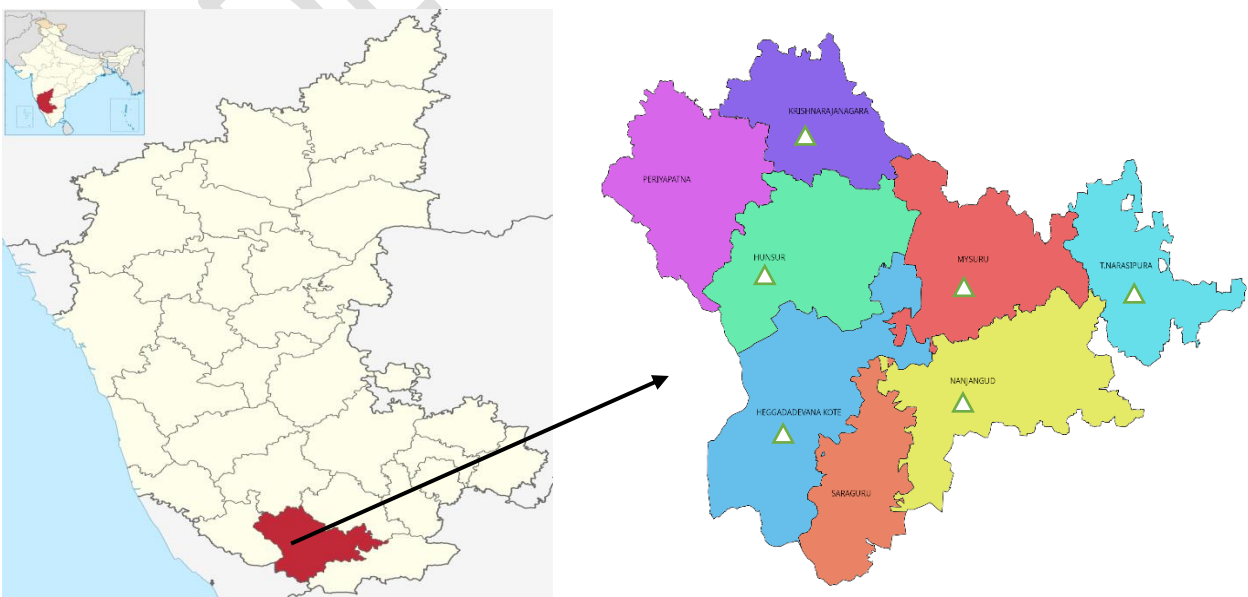 KRISHNARAJANAGARA
PERIYAPATNA
HUNSUR
MYSURU
T.NARASIPURA
NANJANGUD
HEGGADADEVANA KOTE
SARAGURU